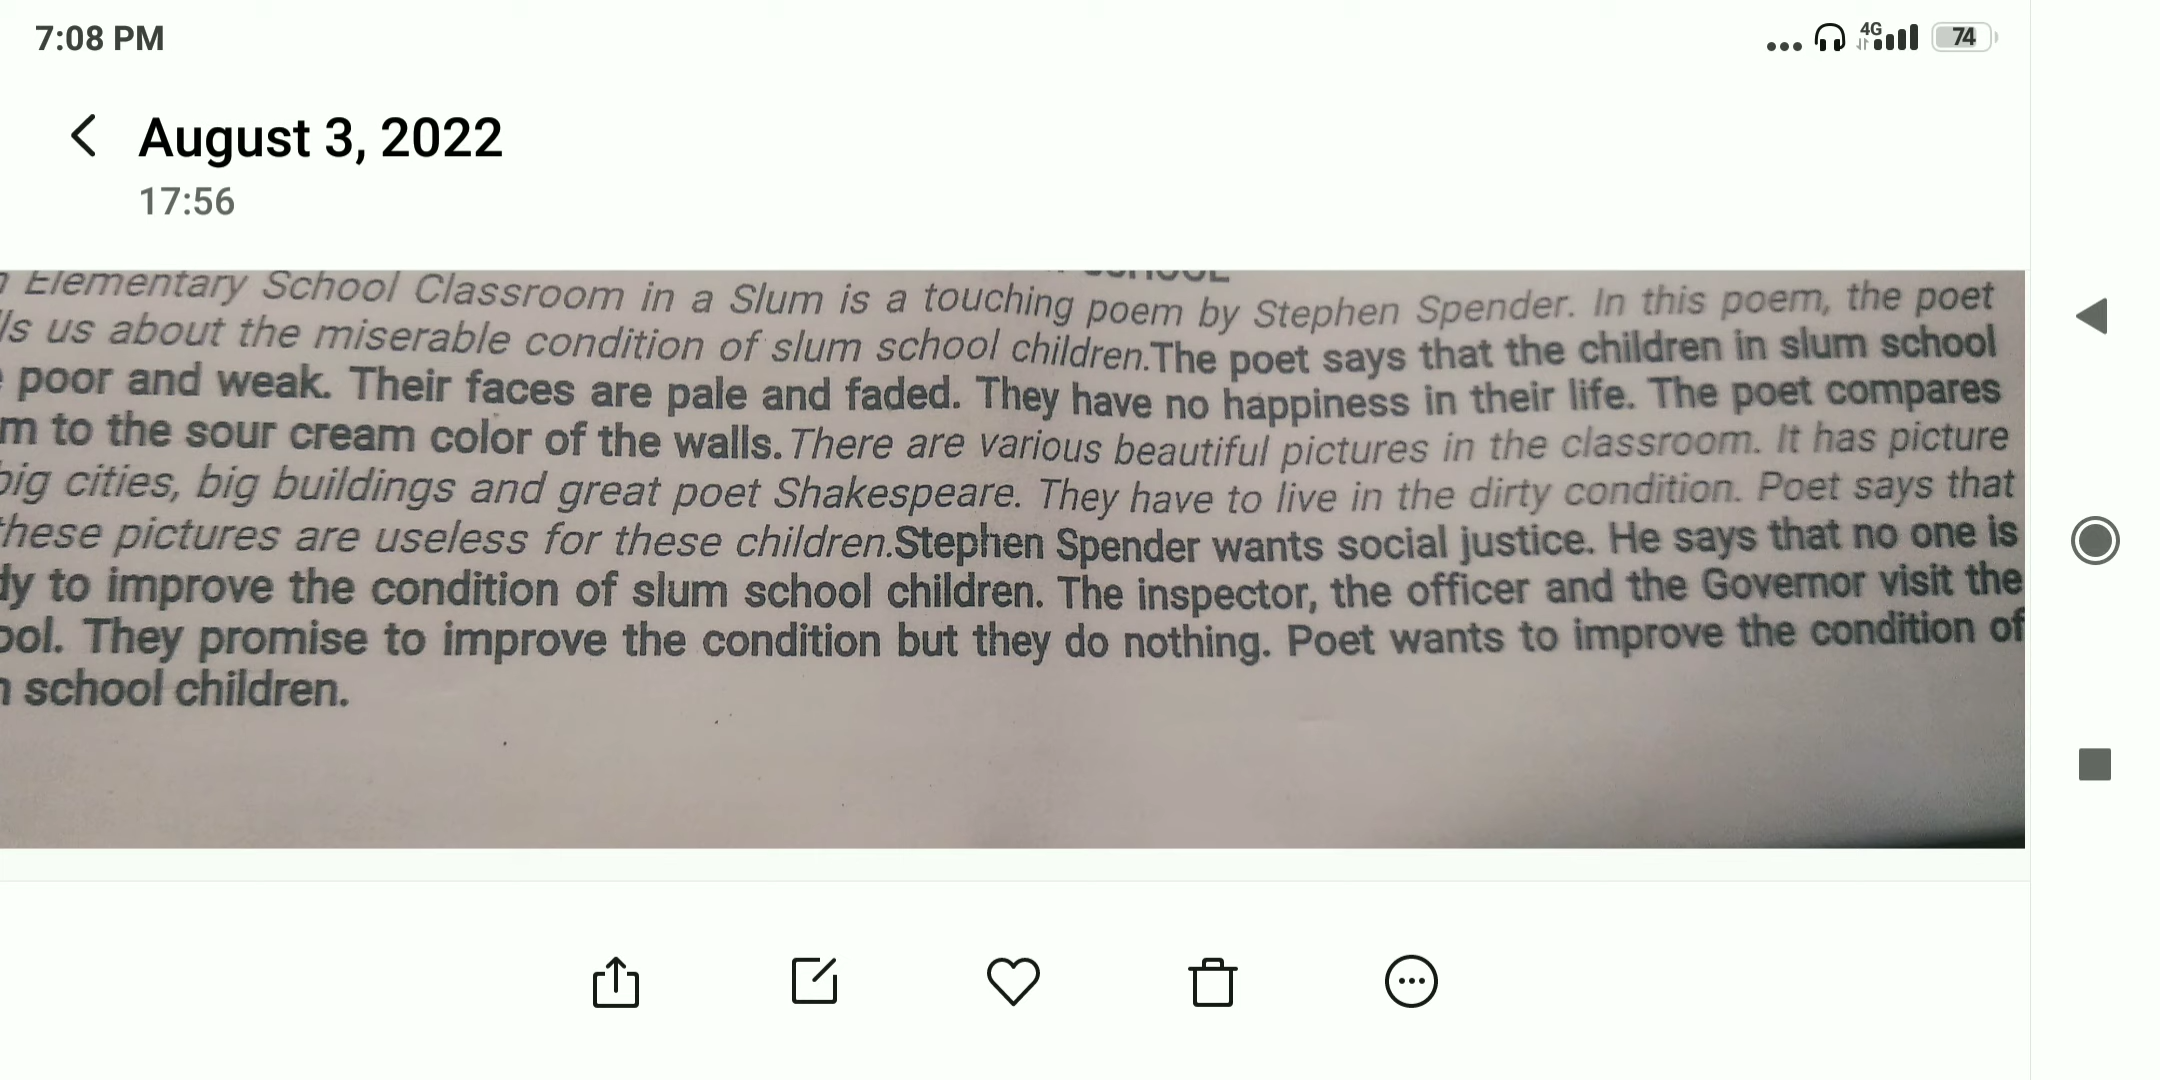 7:08 PM
4G
74
August 3, 2022
17:56
SCHOOL
Elementary School Classroom in a Slum is a touching poem by Stephen Spender. In this poem, the poet
us about the miserable condition of slum school children.The poet says that the children in slum school
poor and weak. Their faces are pale and faded. They have no happiness in their life. The poet compares
m to the sour cream color of the walls. There are various beautiful pictures in the classroom. It has picture
big cities, big buildings and great poet Shakespeare. They have to live in the dirty condition. Poet says that
these pictures are useless for these children.Stephen Spender wants social justice. He says that no one is
dy to improve the condition of slum school children. The inspector, the officer and the Governor visit the
ool. They promise to improve the condition but they do nothing. Poet wants to improve the condition of
school children.